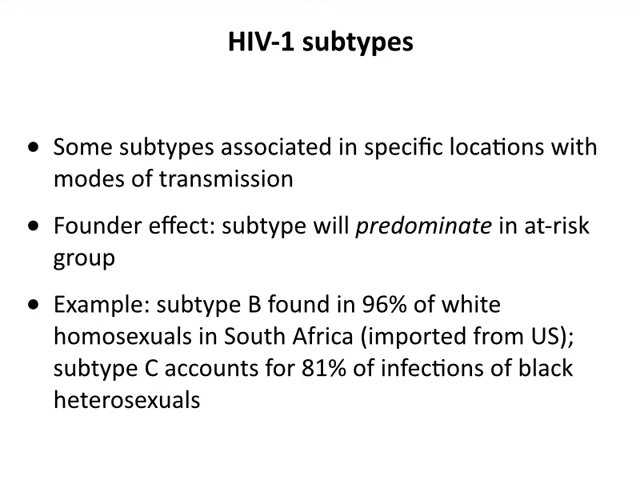 HIV-1 subtypes
● Some subtypes associated in specific locations with
modes of transmission
● Founder effect: subtype will predominate in at-risk
group
● Example: subtype B found in 96% of white
homosexuals in South Africa (imported from US);
subtype C accounts for 81% of infections of black
heterosexuals